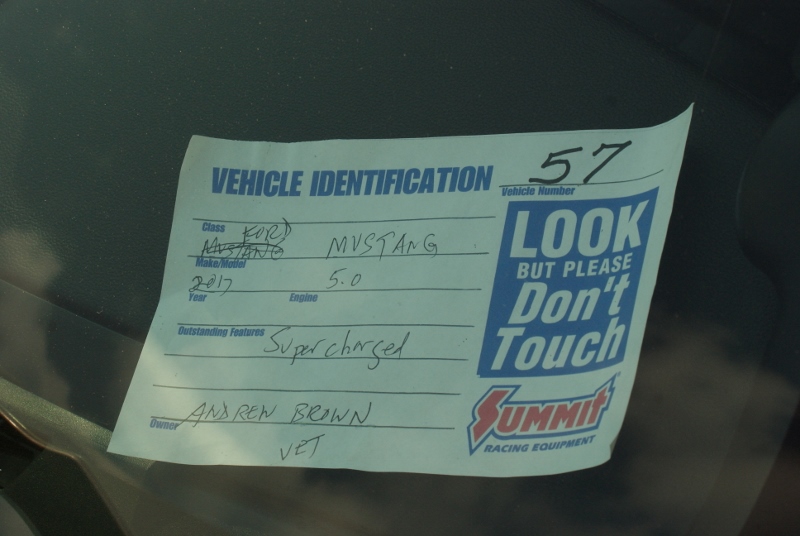 VEHICLE IDENTIFICATION
57
Vehicle Number
Class
FORD
MUSTANG MUSTANG
Make/Model
2017 5.0
Year Engine
Outstanding Features Supercharged
Owner ANDREW BROWN
VET
LOOK
BUT PLEASE
Don't
Touch
SUMMIT
RACING EQUIPMENT